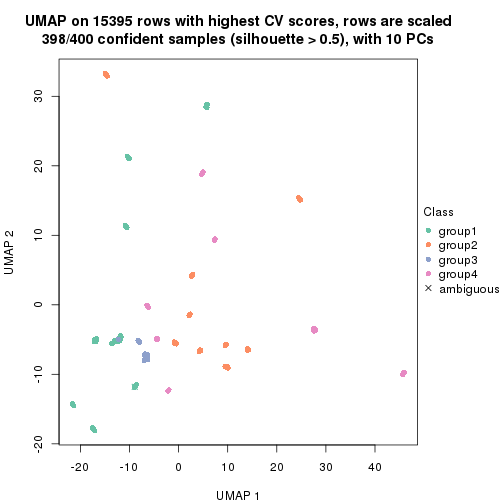 UMAP on 15395 rows with highest CV scores, rows are scaled
398/400 confident samples (silhouette > 0.5), with 10 PCs
30
20
10
0
-10
-20
UMAP 2
-20
-10
0
10
20
30
40
UMAP 1
Class
group1
group2
group3
group4
ambiguous